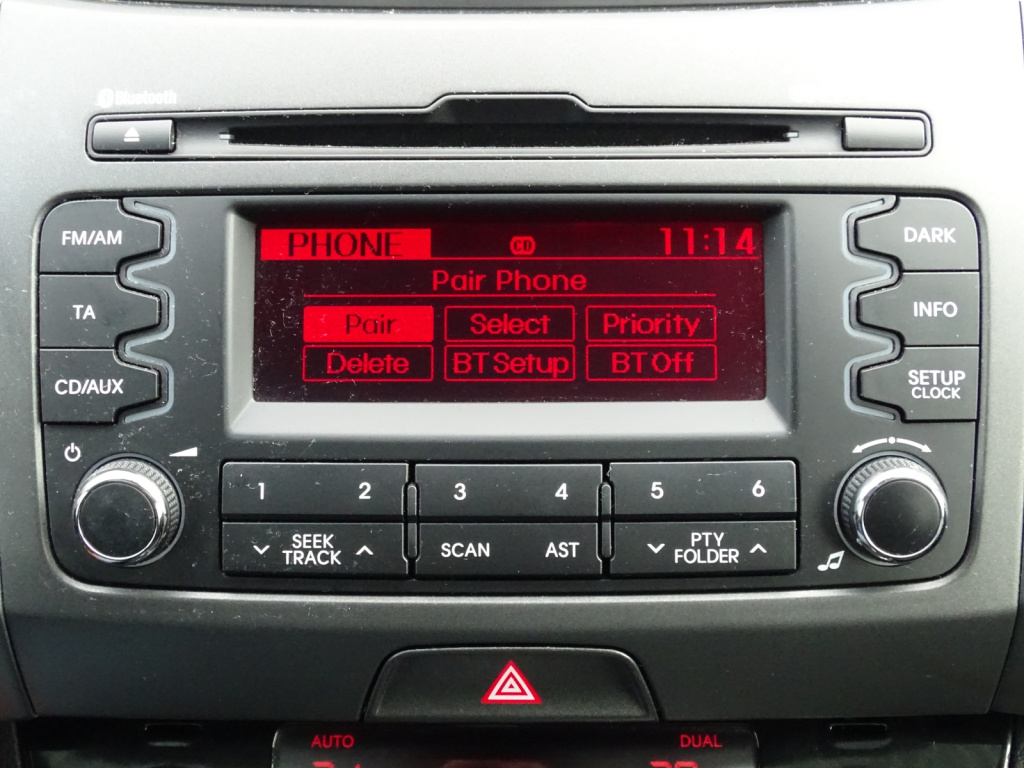 Bluetooth
FM/AM
TA
CD/AUX
PHONE CD 11:14
Pair Phone
Pair Select Priority
Delete BT Setup BT Off
DARK
INFO
SETUP
CLOCK
1 2 3 4 5 6
SEEK
TRACK
SCAN AST
PTY
FOLDER
AUTO DUAL